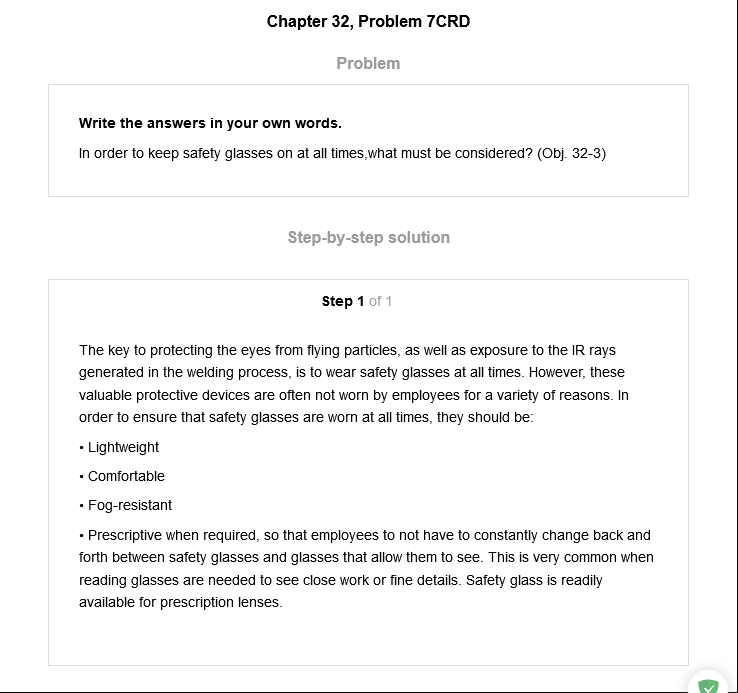 Chapter 32, Problem 7CRD
Problem
Write the answers in your own words.
In order to keep safety glasses on at all times,what must be considered? (Obj. 32-3)
Step-by-step solution
Step 1 of 1
The key to protecting the eyes from flying particles, as well as exposure to the IR rays
generated in the welding process, is to wear safety glasses at all times. However, these
valuable protective devices are often not worn by employees for a variety of reasons. In
order to ensure that safety glasses are worn at all times, they should be:
• Lightweight
• Comfortable
• Fog-resistant
• Prescriptive when required, so that employees to not have to constantly change back and
forth between safety glasses and glasses that allow them to see. This is very common when
reading glasses are needed to see close work or fine details. Safety glass is readily
available for prescription lenses.